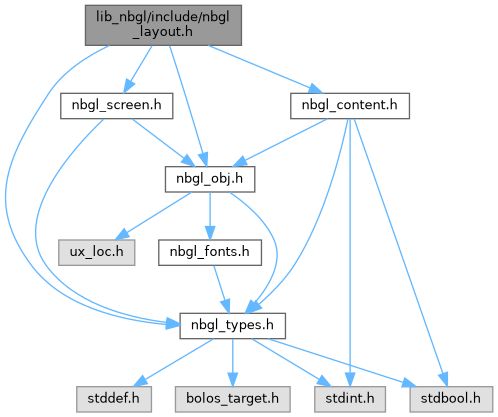 lib_nbgl/include/nbgl
_layout.h
nbgl_screen.h
nbgl_content.h
nbgl_obj.h
ux_loc.h
nbgl_fonts.h
nbgl_types.h
stddef.h
bolos_target.h
stdint.h
stdbool.h